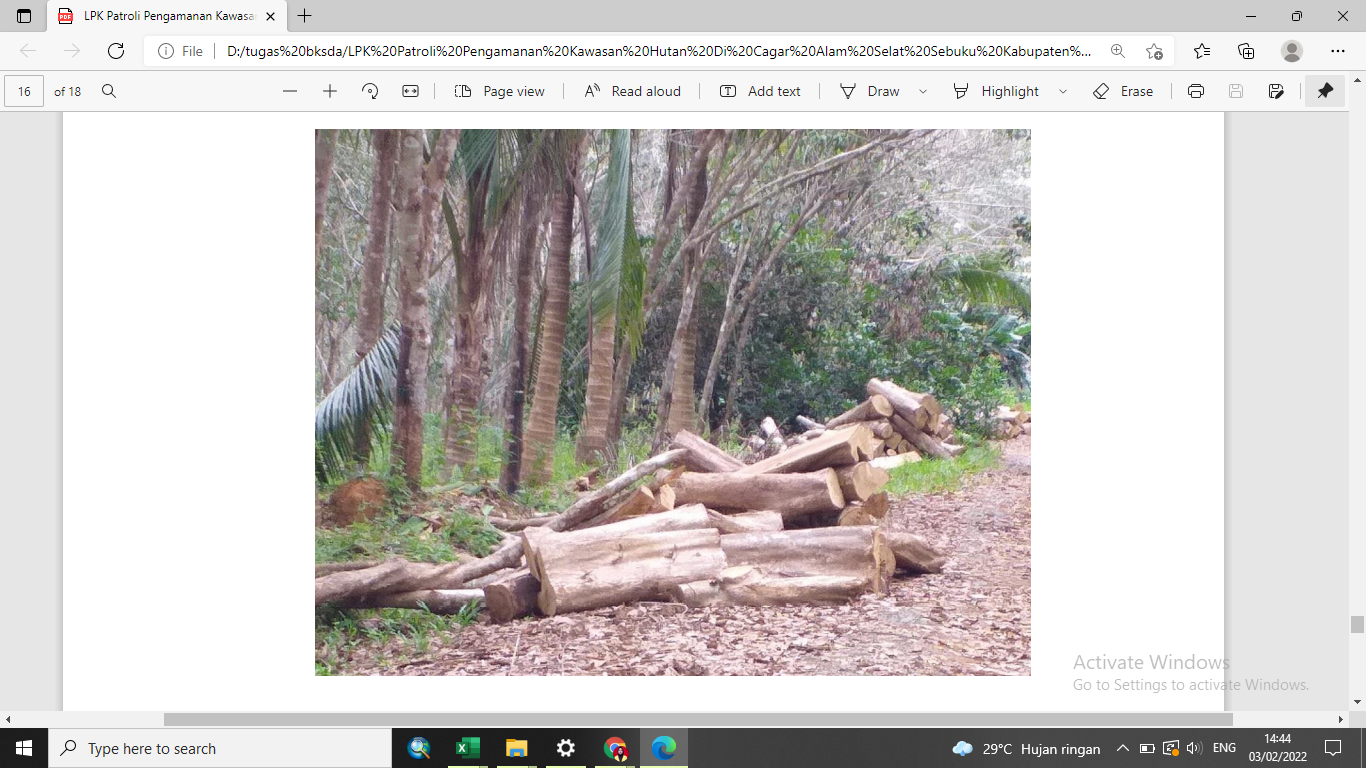 LPK Patroli Pengamanan Kawasa
File
D:/tugas%20bksda/LPK%20Patroli%20Pengamanan%20Kawasan%20Hutan%20Di%20Cagar%20Alam%20Selat%20Sebuku%20Kabupaten%...
16 of 18
Page view
Read aloud
Add text
Draw
Highlight
Erase
Activate Windows
Go to Settings to activate Windows.
Type here to search
29°C Hujan ringan
ENG
14:44
03/02/2022